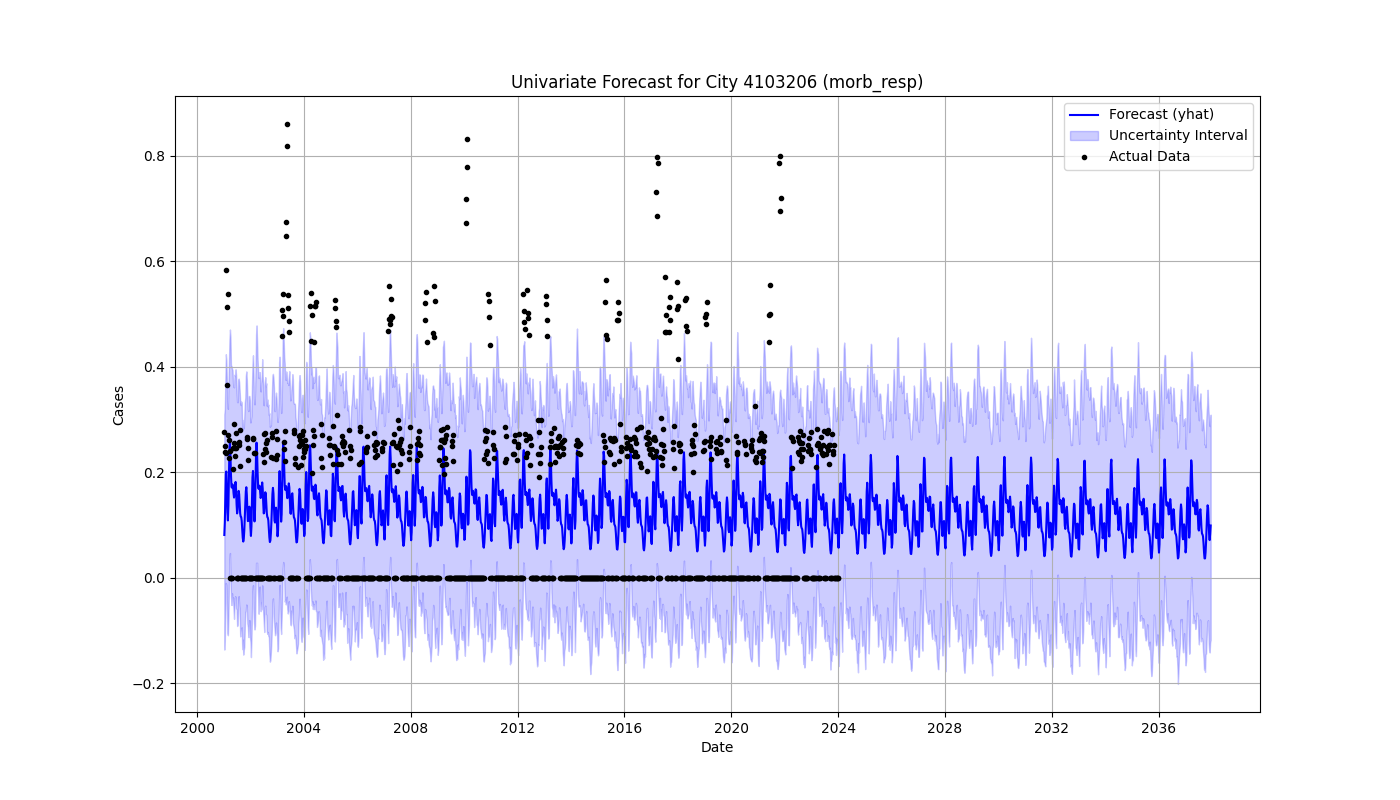 Univariate Forecast for City 4103206 (morb_resp)
Forecast (yhat)
Uncertainty Interval
Actual Data
Cases
0.8
0.6
0.4
0.2
0.0
−0.2
2000 2004 2008 2012 2016 2020 2024 2028 2032 2036
Date